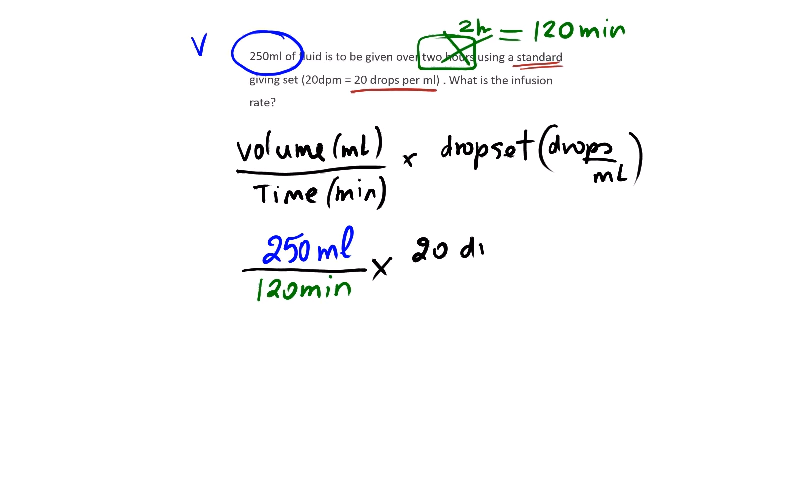 2h = 120min
V
250ml of fluid is to be given over two hours using a standard
giving set (20dpm = 20 drops per ml) . What is the infusion
rate?
volume (mL) / Time (min) × dropset (drops / mL)
250 ml / 120min × 20 dr